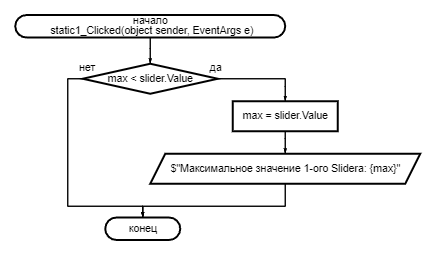 начало
static1_Clicked(object sender, EventArgs e)
нет
да
max < slider.Value
max = slider.Value
$"Максимальное значение 1-ого Slidera: {max}"
конец